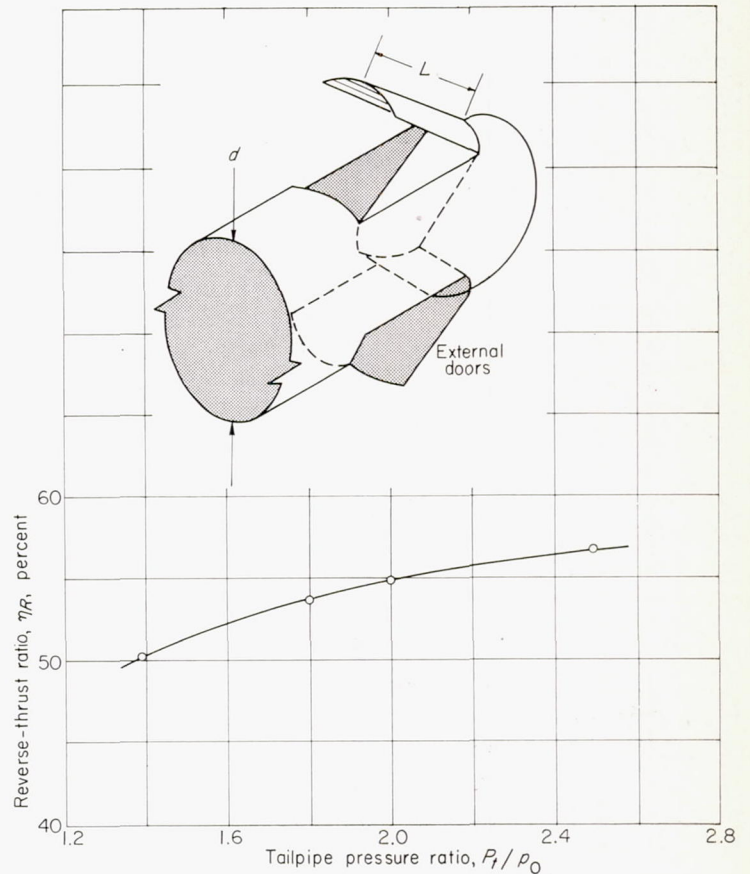 L
d
External
doors
60
50
40
Reverse-thrust ratio, ηR, percent
1.2 1.6 2.0 2.4 2.8
Tailpipe pressure ratio, Pt/p0